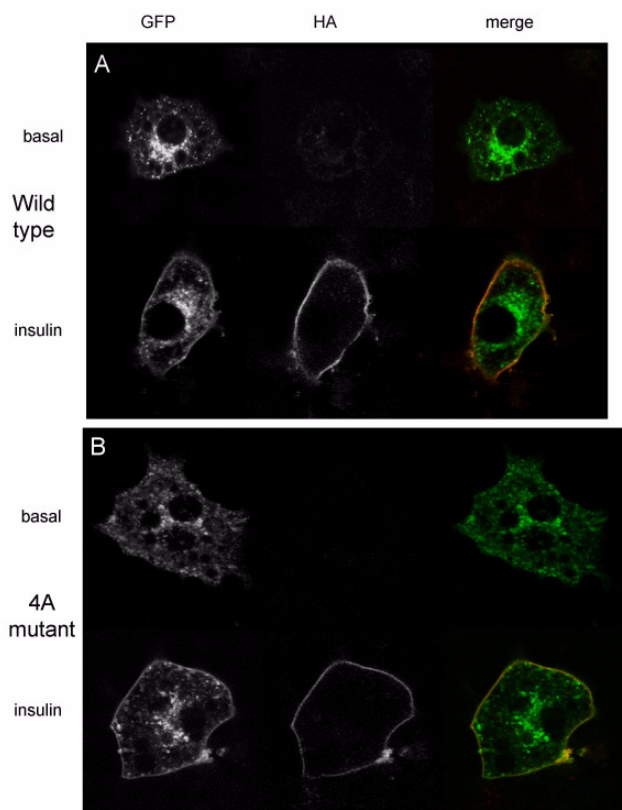 GFP HA merge
A
basal
Wild
type
insulin
B
basal
4A
mutant
insulin